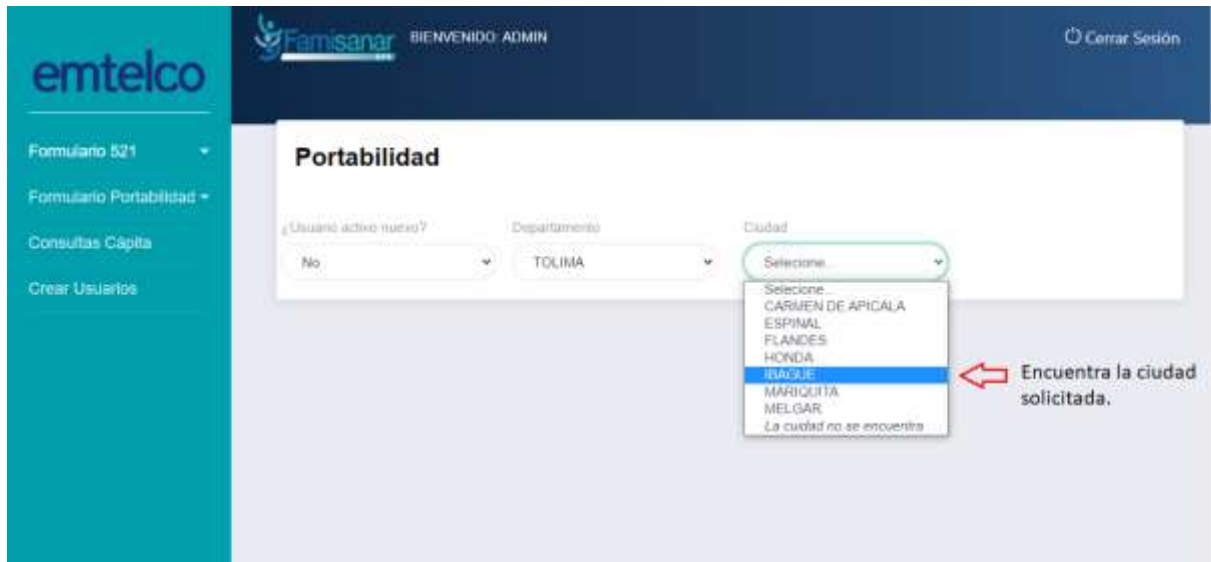 emtelco
Famisanar
EPS
BIENVENIDO: ADMIN
Cerrar Sesión
Formulario 521
Formulario Portabilidad
Consultas Cápita
Crear Usuarios
Portabilidad
¿Usuario activo nuevo?
Departamento
Ciudad
No
TOLIMA
Selecione...
Selecione...
CARMEN DE APICALA
ESPINAL
FLANDES
HONDA
IBAGUE
MARIQUITA
MELGAR
La cuidad no se encuentra
Encuentra la ciudad
solicitada.